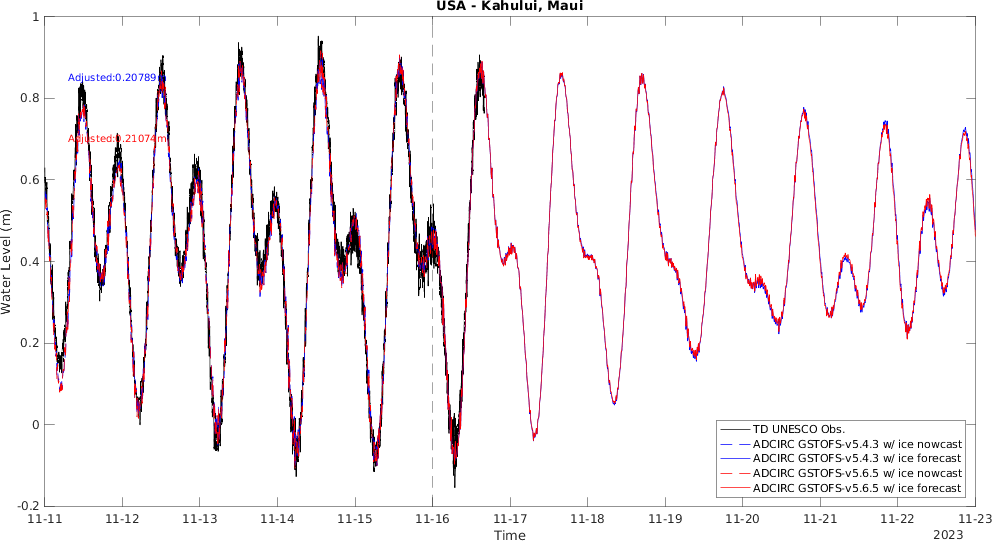 USA - Kahului, Maui
Water Level (m)
1
0.8
0.6
0.4
0.2
0
-0.2
Adjusted:0.20789m
Adjusted:0.21074m
TD UNESCO Obs.
ADCIRC GSTOFS-v5.4.3 w/ ice nowcast
ADCIRC GSTOFS-v5.4.3 w/ ice forecast
ADCIRC GSTOFS-v5.6.5 w/ ice nowcast
ADCIRC GSTOFS-v5.6.5 w/ ice forecast
11-11 11-12 11-13 11-14 11-15 11-16 11-17 11-18 11-19 11-20 11-21 11-22 11-23
Time
2023